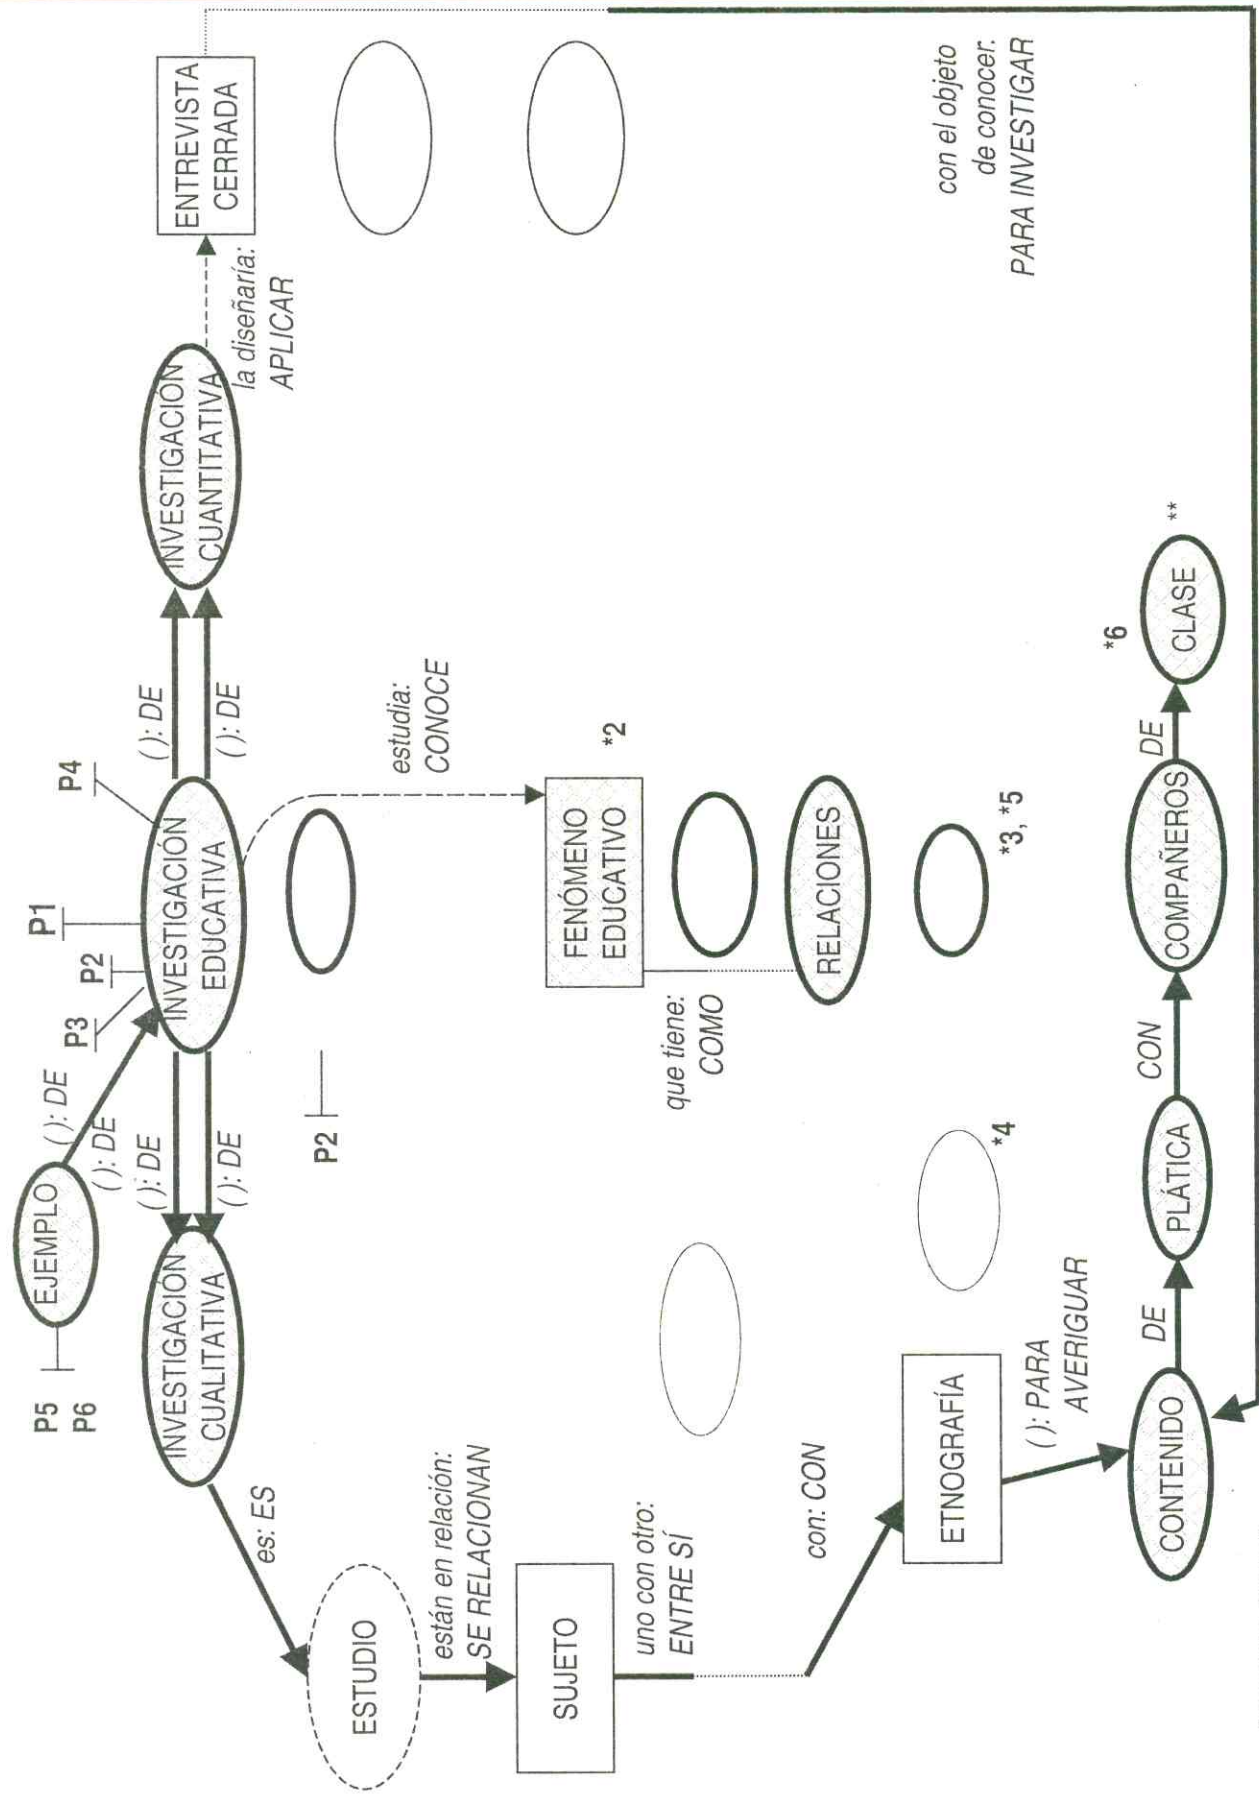 P5
P6
EJEMPLO
( ): DE
( ): DE
P3
P2
P1
P4
INVESTIGACIÓN
CUALITATIVA
( ): DE
( ): DE
INVESTIGACIÓN
EDUCATIVA
( ): DE
( ): DE
INVESTIGACIÓN
CUANTITATIVA
la diseñaría:
APLICAR
ENTREVISTA
CERRADA
es: ES
P2
estudia:
CONOCE
ESTUDIO
están en relación:
SE RELACIONAN
SUJETO
uno con otro:
ENTRE SÍ
FENÓMENO
EDUCATIVO
*2
que tiene:
COMO
RELACIONES
con: CON
*4
*3, *5
ETNOGRAFÍA
( ): PARA
AVERIGUAR
con el objeto
de conocer:
PARA INVESTIGAR
CONTENIDO
DE
PLÁTICA
CON
COMPAÑEROS
DE
*6
CLASE
**